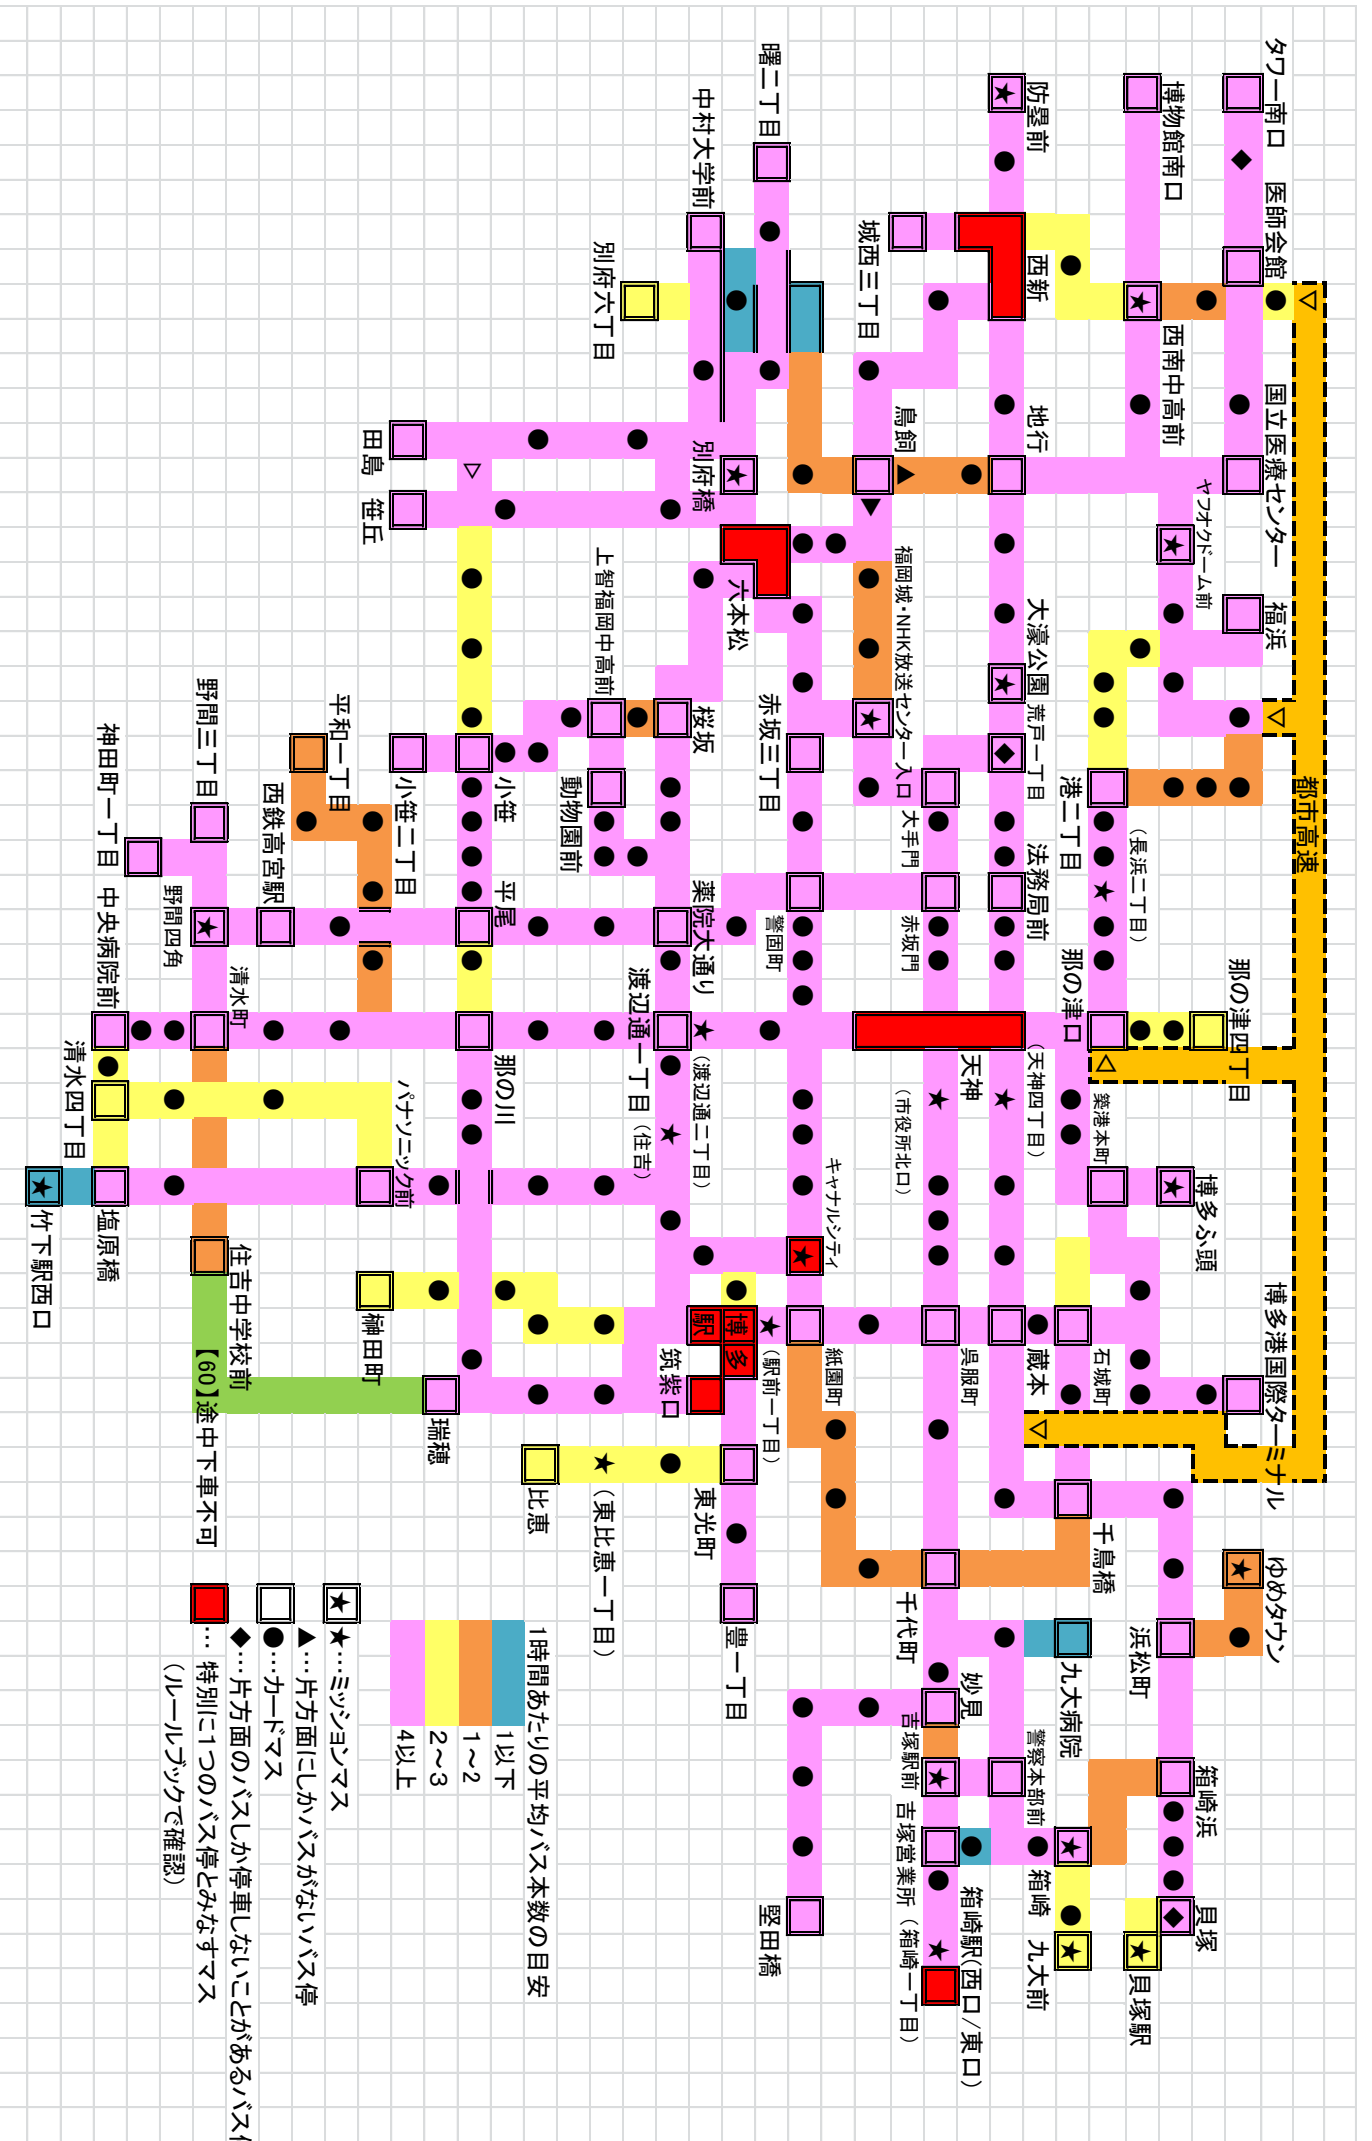 タワー南口
医師会館
国立医療センター
福浜
都市高速
那の津四丁目
博多港国際ターミナル
ゆめタウン
博物館南口
西南中高前
ヤフオクドーム前
(長浜二丁目)
博多ふ頭
浜松町
箱崎浜
貝塚
貝塚駅
防塁前
西新
地行
大濠公園
荒戸一丁目
法務局前
港二丁目
那の津口
(天神四丁目)
築港本町
蔵本
石城町
千鳥橋
九大病院
警察本部前
箱崎
九大前
城西三丁目
鳥飼
福岡城・NHK放送センター入口
大手門
赤坂門
天神
(市役所北口)
呉服町
千代町
妙見
吉塚駅前
吉塚営業所
箱崎駅(西口/東口)
(箱崎一丁目)
曙二丁目
中村大学前
別府橋
六本松
赤坂三丁目
警固町
キャナルシティ
紙園町
(駅前一丁目)
堅田橋
別府六丁目
上智福岡中高前
桜坂
動物園前
薬院大通り
渡辺通一丁目
(渡辺通二丁目)
(住吉)
博多
駅
筑紫口
東光町
豊一丁目
田島
笹丘
小笹
小笹二丁目
平尾
那の川
パナソニック前
榊田町
瑞穂
比恵
(東比恵一丁目)
平和一丁目
西鉄高宮駅
野間三丁目
神田町一丁目
野間四角
清水町
中央病院前
清水四丁目
塩原橋
竹下駅西口
住吉中学校前
【60】途中下車不可
1時間あたりの平均バス本数の目安
1以下
1～2
2～3
4以上
★…ミッションマス
▲…片方面にしかバスがないバス停
●…カードマス
◆…片方面のバスしか停車しないことがあるバス停
… 特別に１つのバス停とみなすマス
(ルールブックで確認)